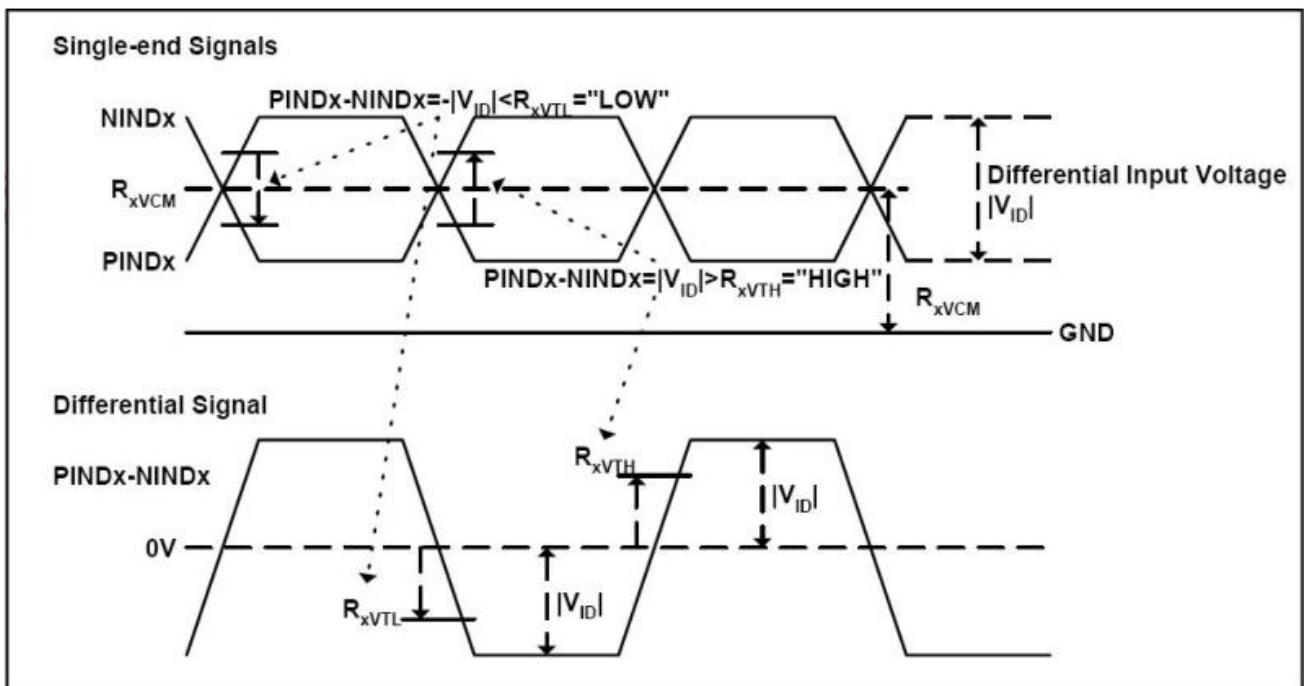 Single-end Signals
PINDx-NINDx=-|VID|<RxVTL="LOW"
NINDx
RxVCM
Differential Input Voltage
|VID|
PINDx
PINDx-NINDx=|VID|>RxVTH="HIGH"
RxVCM
GND
Differential Signal
PINDx-NINDx
RxVTH
|VID|
0V
RxVTL
|VID|